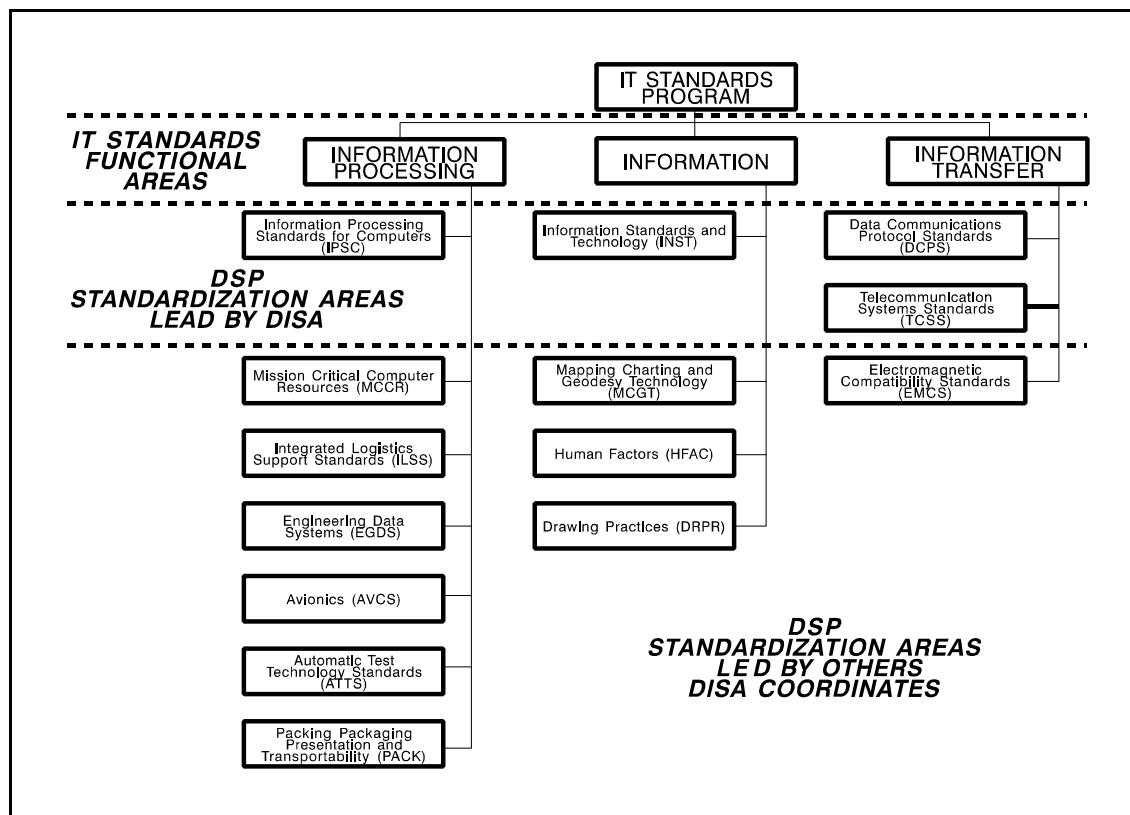 IT STANDARDS
PROGRAM
IT STANDARDS
FUNCTIONAL
AREAS
INFORMATION
PROCESSING
INFORMATION
INFORMATION
TRANSFER
Information Processing
Standards for Computers
(IPSC)
Information Standards and
Technology (INST)
Data Communications
Protocol Standards
(DCPS)
DSP
STANDARDIZATION AREAS
LEAD BY DISA
Telecommunication
Systems Standards
(TCSS)
Mission Critical Computer
Resources (MCCR)
Mapping Charting and
Geodesy Technology
(MCGT)
Electromagnetic
Compatibility Standards
(EMCS)
Integrated Logistics
Support Standards (ILSS)
Human Factors (HFAC)
Engineering Data
Systems (EGDS)
Drawing Practices (DRPR)
Avionics (AVCS)
Automatic Test
Technology Standards
(ATTS)
Packing Packaging
Presentation and
Transportability (PACK)
DSP
STANDARDIZATION AREAS
LED BY OTHERS
DISA COORDINATES